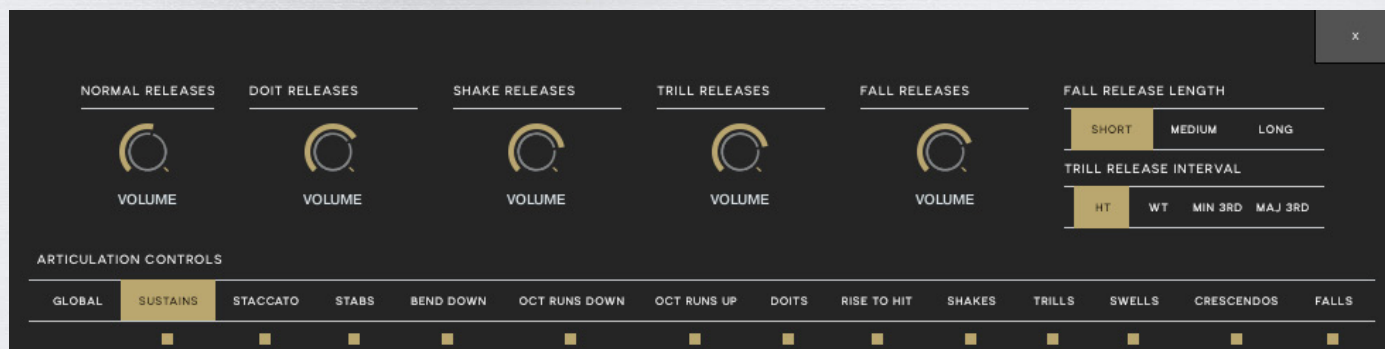 X
NORMAL RELEASES DOIT RELEASES SHAKE RELEASES TRILL RELEASES FALL RELEASES FALL RELEASE LENGTH
SHORT MEDIUM LONG
TRILL RELEASE INTERVAL
VOLUME VOLUME VOLUME VOLUME VOLUME
HT WT MIN 3RD MAJ 3RD
ARTICULATION CONTROLS
GLOBAL SUSTAINS STACCATO STABS BEND DOWN OCT RUNS DOWN OCT RUNS UP DOITS RISE TO HIT SHAKES TRILLS SWELLS CRESCENDOS FALLS